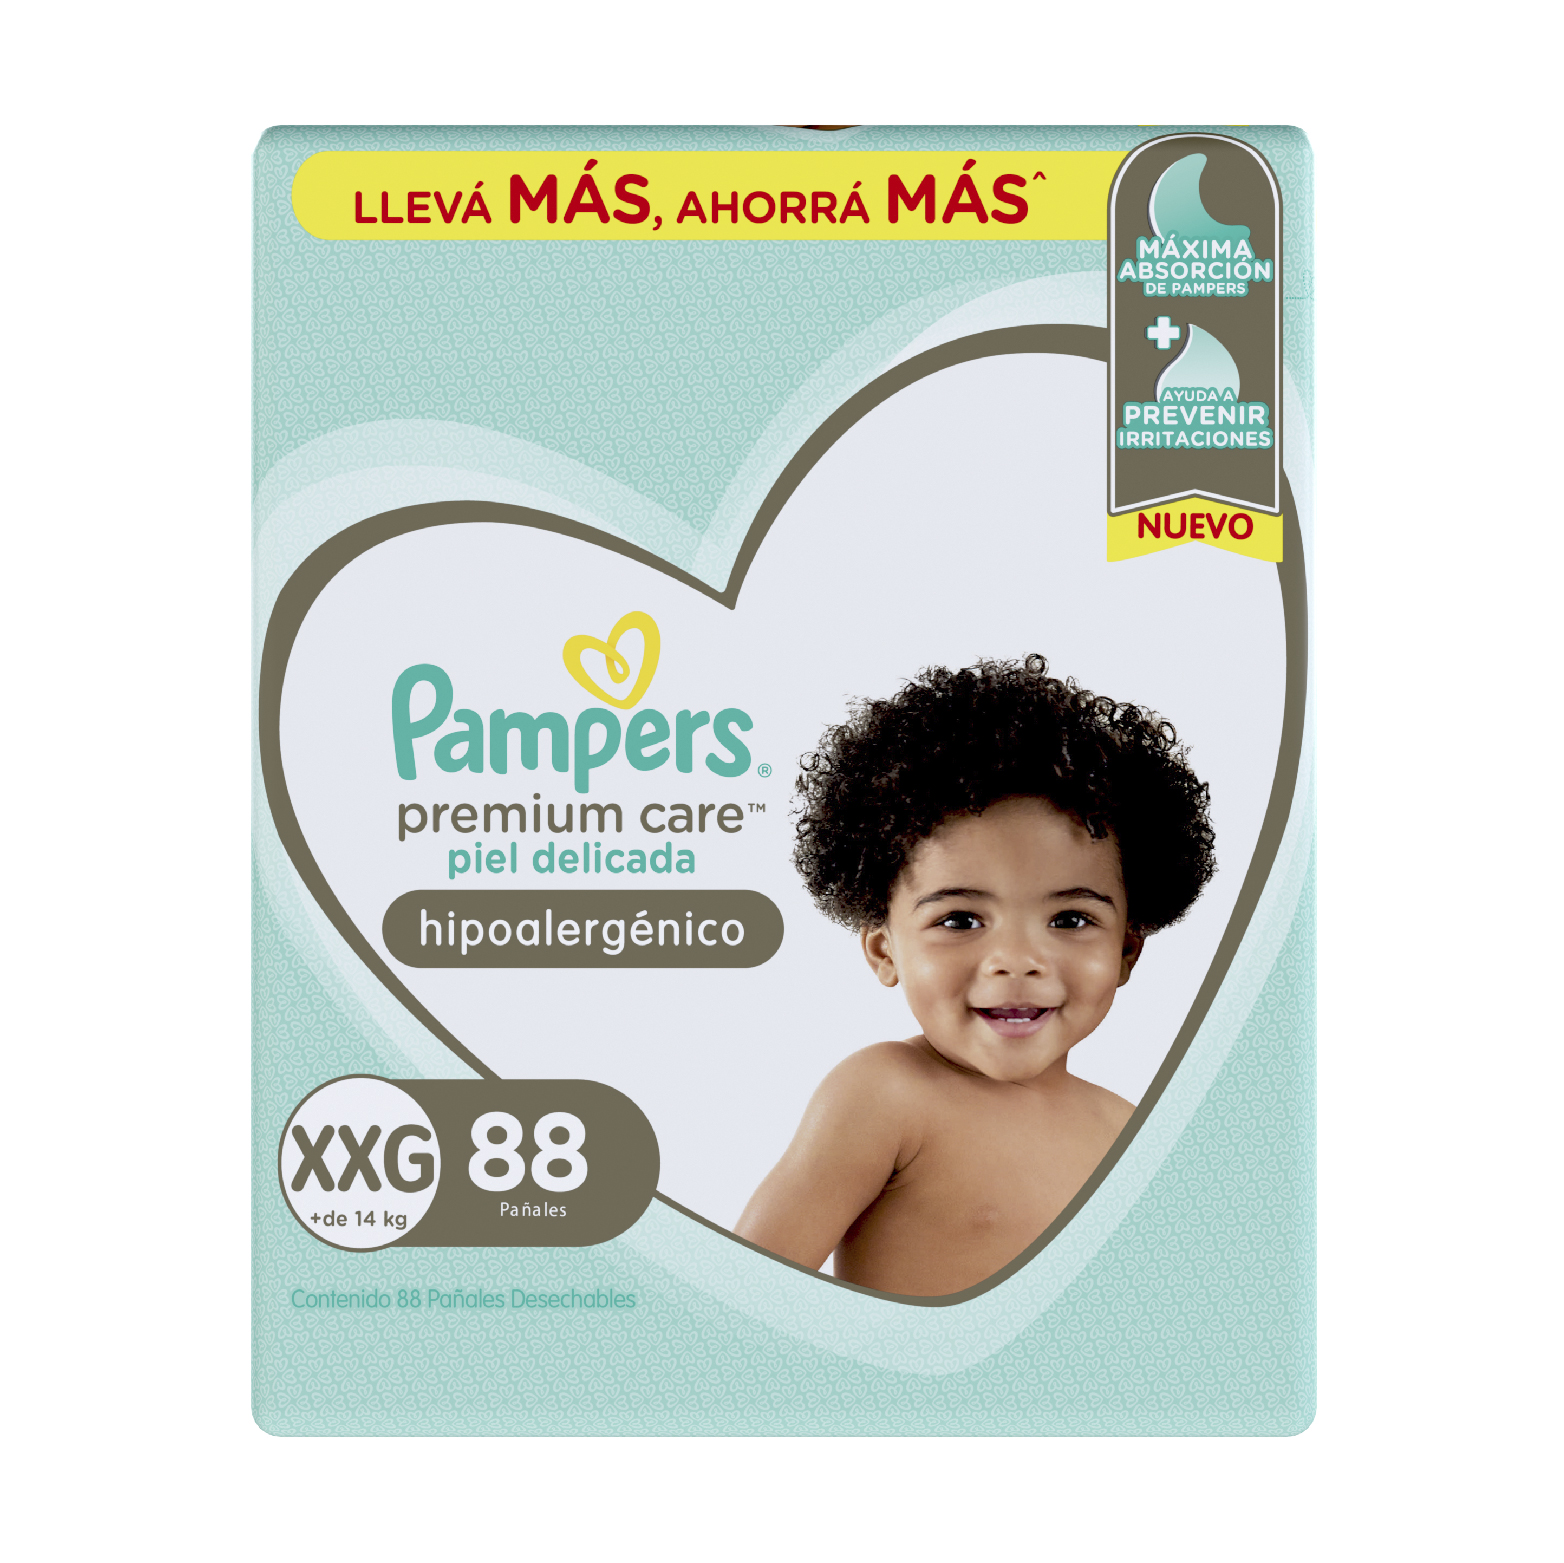 LLEVÁ MÁS, AHORRÁ MÁS^
MÁXIMA
ABSORCIÓN
DE PAMPERS
+
AYUDA A
PREVENIR
IRRITACIONES
NUEVO
Pampers®
premium care™
piel delicada
hipoalergénico
XXG
+de 14 kg
88
Pañales
Contenido 88 Pañales Desechables